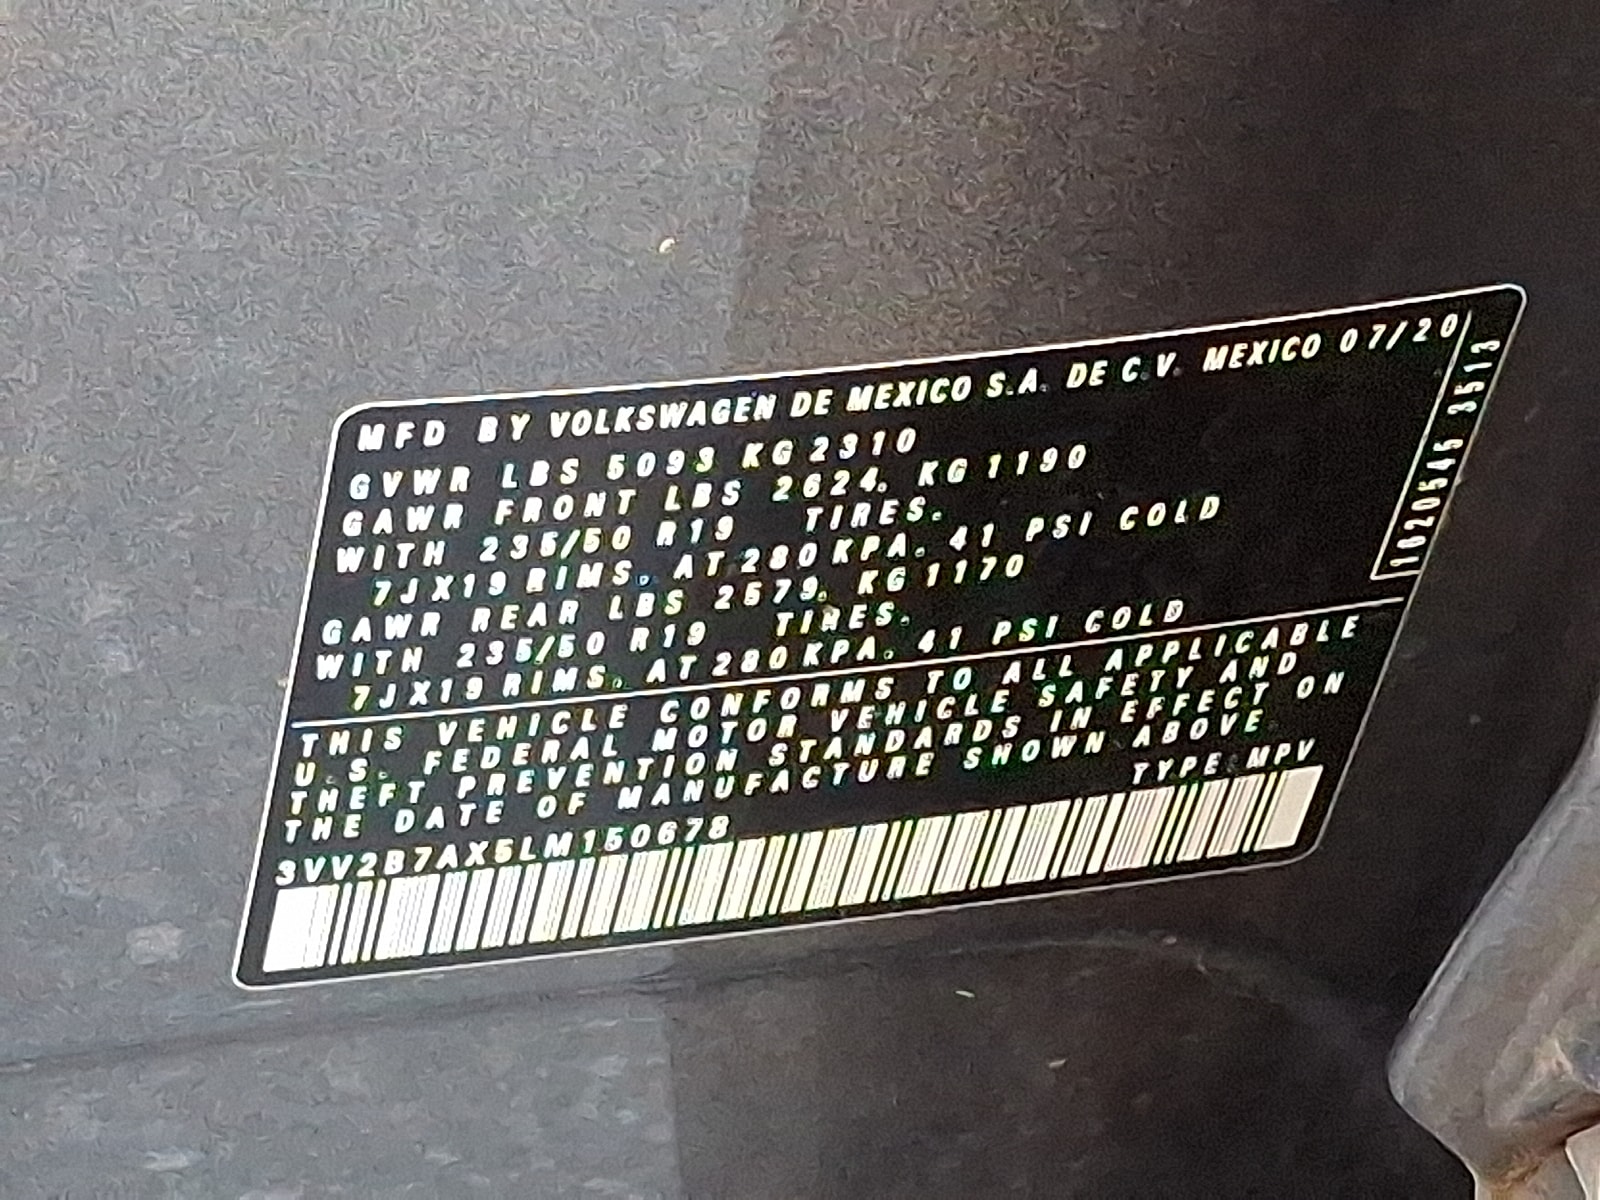 MFD BY VOLKSWAGEN DE MEXICO S.A. DE C.V. MEXICO 07/20
GVWR LBS 5093 KG 2310
GAWR FRONT LBS 2624. KG 1190
WITH 235/50 R19 TIRES.
7JX19 RIMS. AT 280 KPA. 41 PSI COLD
GAWR REAR LBS 2579. KG 1170
WITH 235/50 R19 TIRES.
7JX19 RIMS. AT 280 KPA. 41 PSI COLD
THIS VEHICLE CONFORMS TO ALL APPLICABLE
U.S. FEDERAL MOTOR VEHICLE SAFETY AND
THEFT PREVENTION STANDARDS IN EFFECT ON
THE DATE OF MANUFACTURE SHOWN ABOVE
TYPE: MPV
3VV2B7AX5LM150678
3513